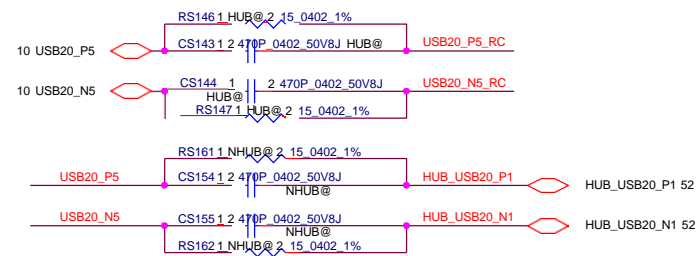 RS146 1 HUB@ 2 15_0402_1%
10 USB20_P5 CS143 1 2 470P_0402_50V8J HUB@ USB20_P5_RC
10 USB20_N5 CS144 1 2 470P_0402_50V8J USB20_N5_RC
HUB@
RS147 1 HUB@ 2 15_0402_1%
RS161 1 NHUB@ 2 15_0402_1%
USB20_P5 CS154 1 2 470P_0402_50V8J HUB_USB20_P1 HUB_USB20_P1 52
NHUB@
USB20_N5 CS155 1 2 470P_0402_50V8J HUB_USB20_N1 HUB_USB20_N1 52
NHUB@
RS162 1 NHUB@ 2 15_0402_1%